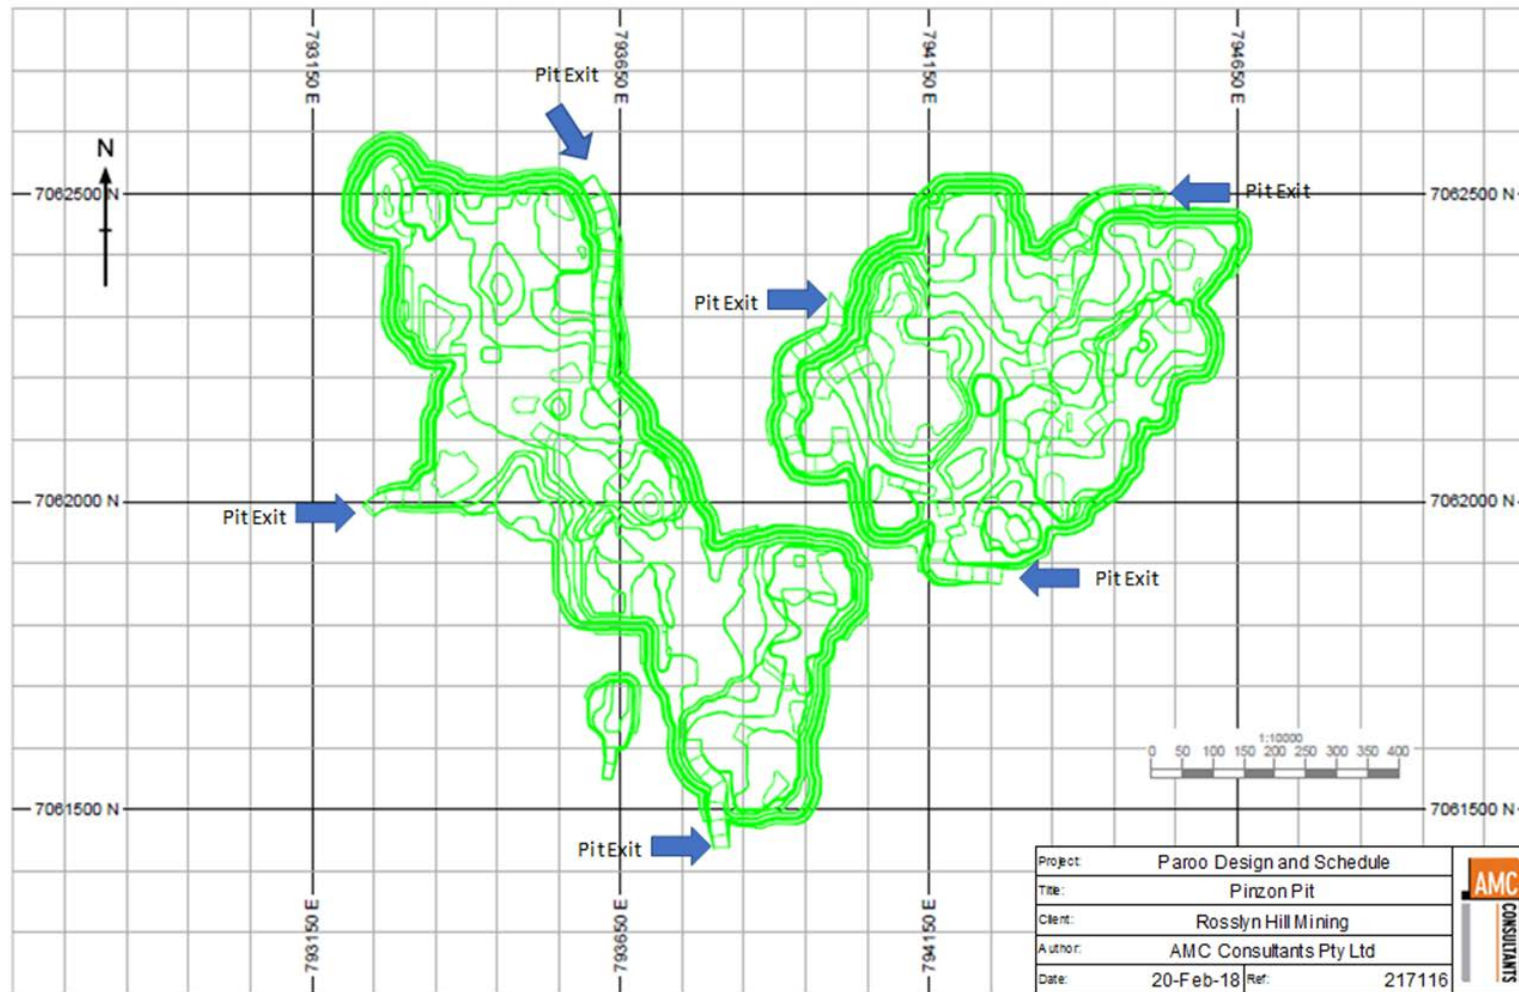 793150 E
793650 E
794150 E
794650 E
Pit Exit
N
7062500 N
7062500 N
Pit Exit
Pit Exit
7062000 N
7062000 N
Pit Exit
Pit Exit
1:10000
0 50 100 150 200 250 300 350 400
7061500 N
7061500 N
Pit Exit
793150 E
793650 E
794150 E
Project: Paroo Design and Schedule
Title: Pinzon Pit
Client: Rosslyn Hill Mining
Author: AMC Consultants Pty Ltd
Date: 20-Feb-18 Ref: 217116
AMC
CONSULTANTS